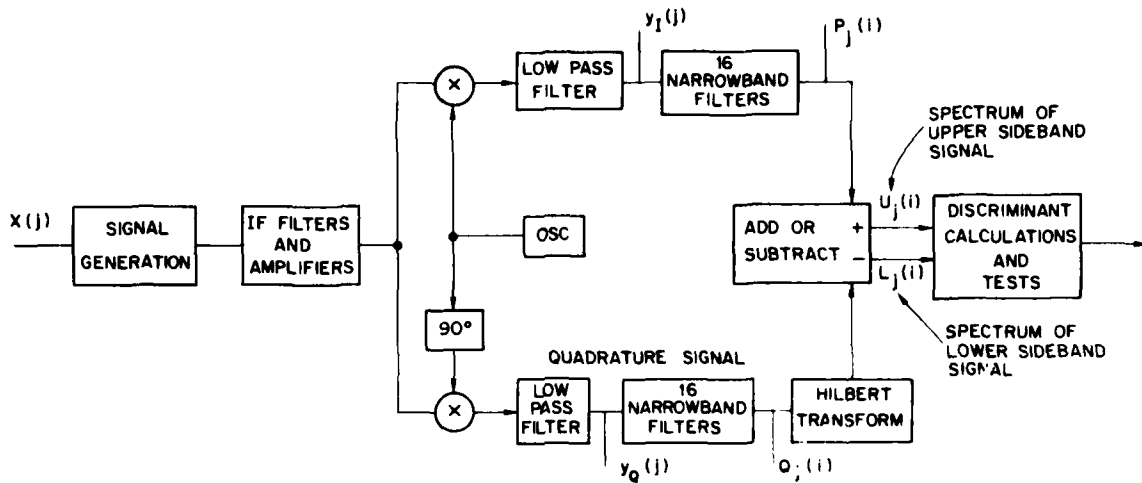 y_I(j)
P_j(i)
LOW PASS
FILTER
16
NARROWBAND
FILTERS
SPECTRUM OF
UPPER SIDEBAND
SIGNAL
X(j)
SIGNAL
GENERATION
IF FILTERS
AND
AMPLIFIERS
OSC
ADD OR
SUTRACT
+
−
U_j(i)
L_j(i)
DISCRIMINANT
CALCULATIONS
AND
TESTS
90°
QUADRATURE SIGNAL
SPECTRUM OF
LOWER SIDEBAND
SIGNAL
LOW
PASS
FILTER
16
NARROWBAND
FILTERS
HILBERT
TRANSFORM
y_Q(j)
Q_j(i)